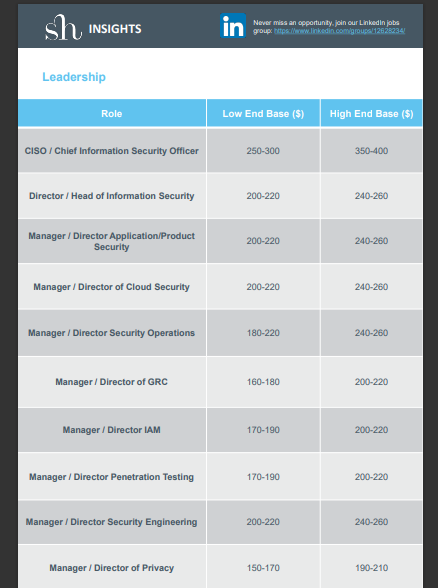 sh INSIGHTS
in
Never miss an opportunity, join our LinkedIn jobs
group: https://www.linkedin.com/groups/12628234/
Leadership
Role Low End Base ($) High End Base ($)
CISO / Chief Information Security Officer 250-300 350-400
Director / Head of Information Security 200-220 240-260
Manager / Director Application/Product
Security 200-220 240-260
Manager / Director of Cloud Security 200-220 240-260
Manager / Director Security Operations 180-220 240-260
Manager / Director of GRC 160-180 200-220
Manager / Director IAM 170-190 200-220
Manager / Director Penetration Testing 170-190 200-220
Manager / Director Security Engineering 200-220 240-260
Manager / Director of Privacy 150-170 190-210